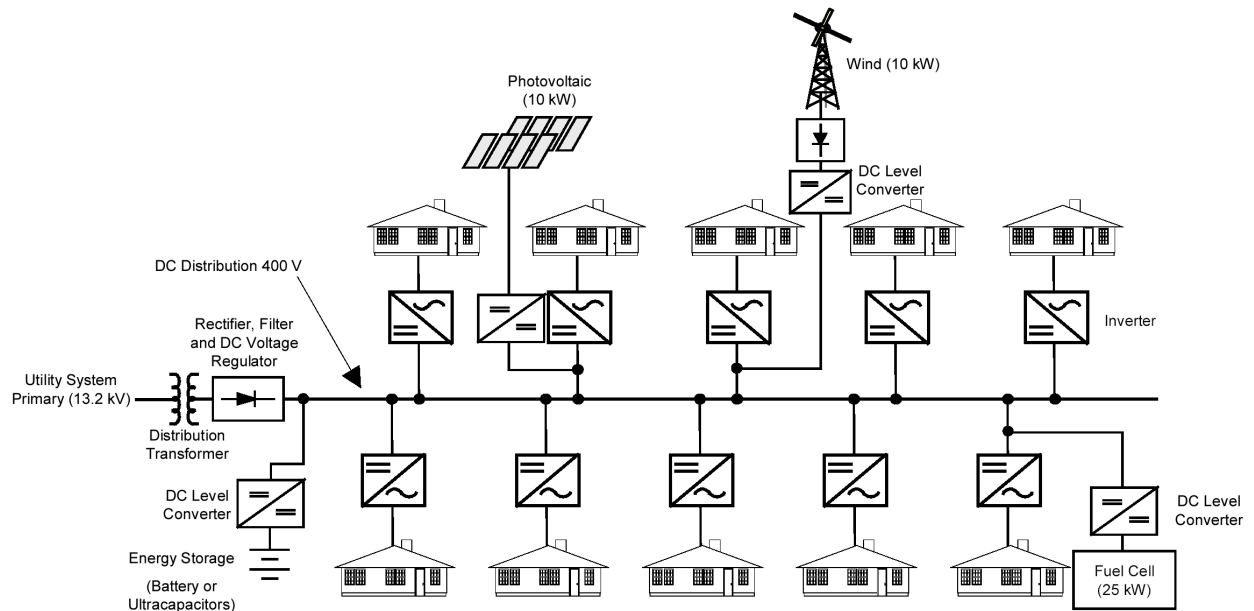 Wind (10 kW)
Photovoltaic
(10 kW)
DC Level
Converter
DC Distribution 400 V
Rectifier, Filter
and DC Voltage
Regulator
Inverter
Utility System
Primary (13.2 kV)
Distribution
Transformer
DC Level
Converter
DC Level
Converter
Energy Storage
(Battery or
Ultracapacitors)
Fuel Cell
(25 kW)